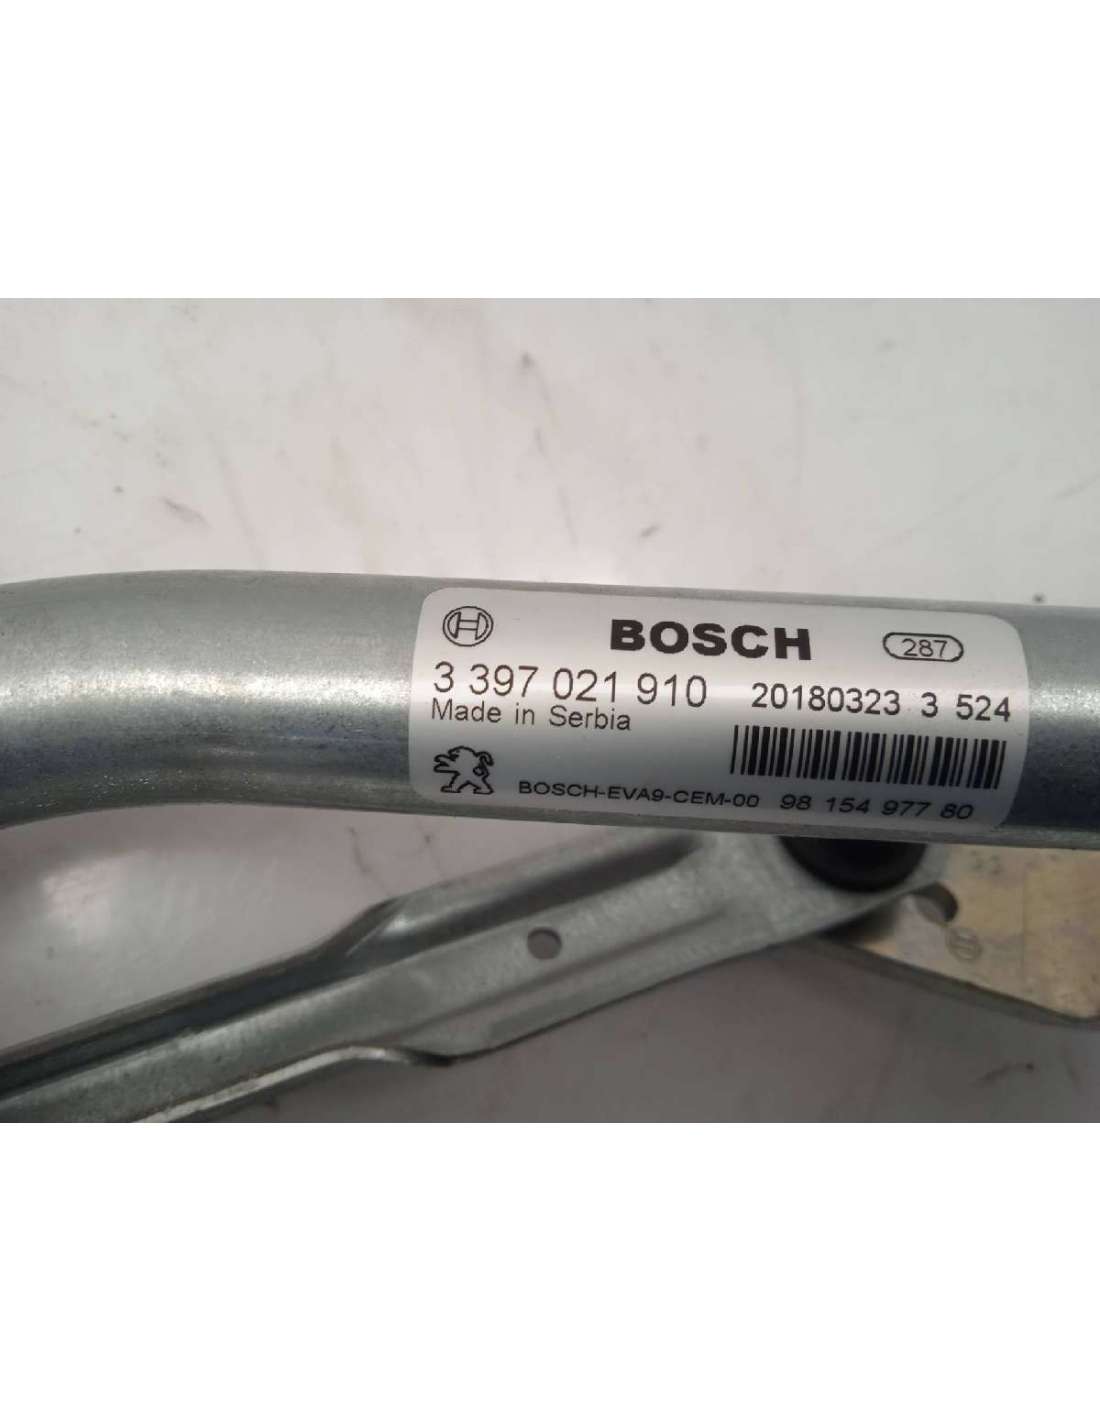 BOSCH 287
3 397 021 910 20180323 3 524
Made in Serbia
BOSCH-EVA9-CEM-00 98 154 977 80